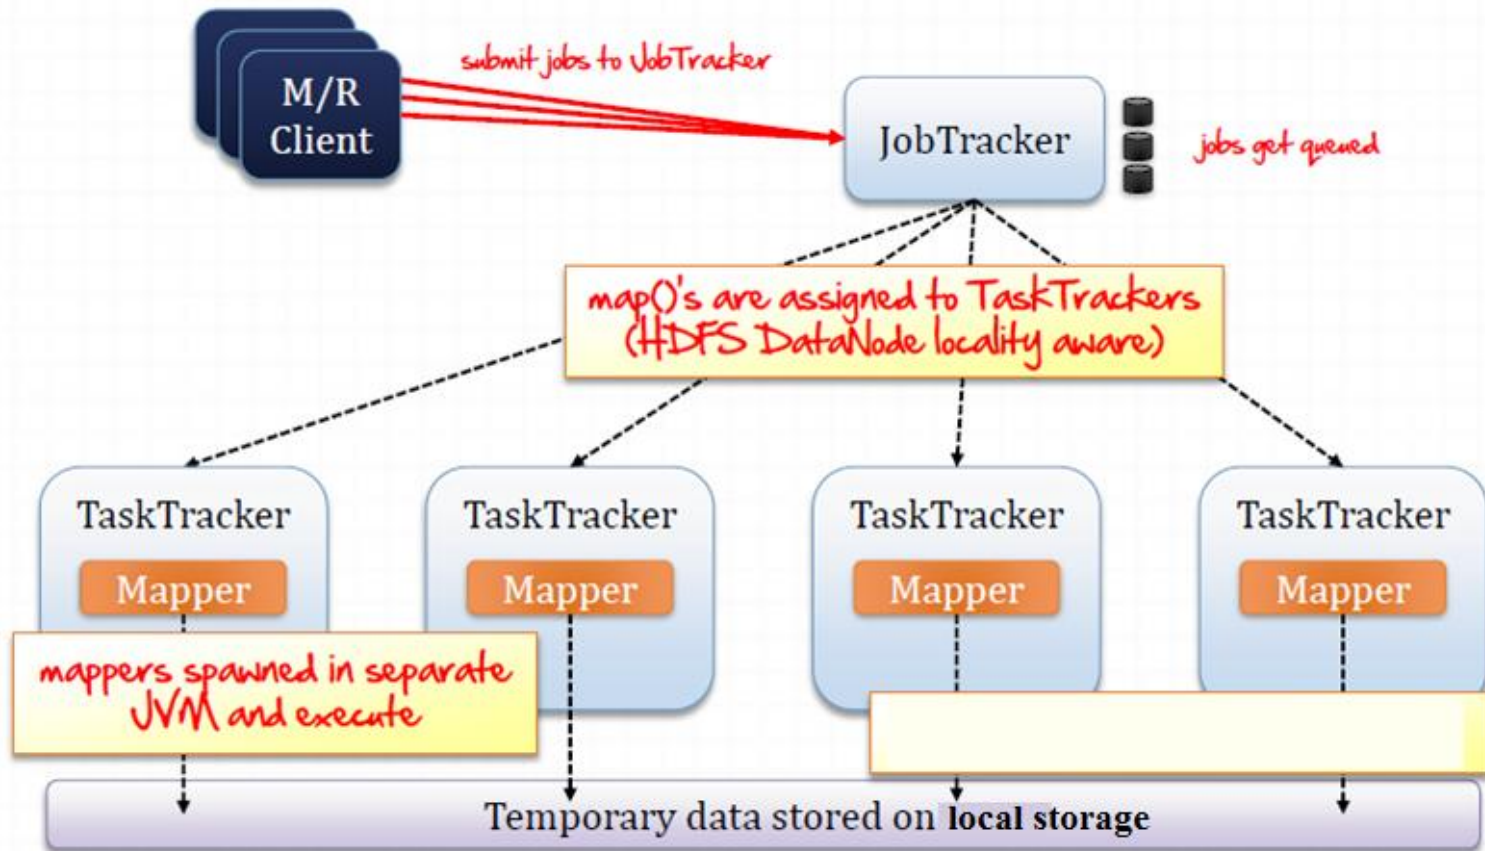 M/R
Client
submit jobs to JobTracker
JobTracker
jobs get queued
map()'s are assigned to TaskTrackers
(HDFS DataNode locality aware)
TaskTracker
Mapper
TaskTracker
Mapper
TaskTracker
Mapper
TaskTracker
Mapper
mappers spawned in separate
JVM and execute
Temporary data stored on local storage